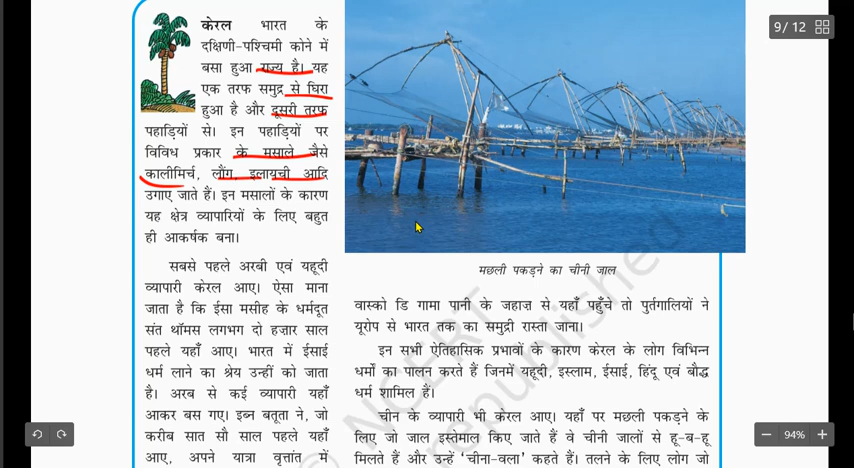 केरल भारत के
दक्षिणी-पश्चिमी कोने में
बसा हुआ राज्य है। यह
एक तरफ समुद्र से घिरा
हुआ है और दूसरी तरफ
पहाड़ियों से। इन पहाड़ियों पर
विविध प्रकार के मसाले जैसे
कालीमिर्च, लौंग, इलायची आदि
उगाए जाते हैं। इन मसालों के कारण
यह क्षेत्र व्यापारियों के लिए बहुत
ही आकर्षक बना।
सबसे पहले अरबी एवं यहूदी
व्यापारी केरल आए। ऐसा माना
जाता है कि ईसा मसीह के धर्मदूत
संत थॉमस लगभग दो हज़ार साल
पहले यहाँ आए। भारत में ईसाई
धर्म लाने का श्रेय उन्हीं को जाता
है। अरब से कई व्यापारी यहाँ
आकर बस गए। इब्न बतूता ने, जो
करीब सात सौ साल पहले यहाँ
आए, अपने यात्रा वृत्तांत में
मछली पकड़ने का चीनी जाल
वास्को डि गामा पानी के जहाज़ से यहाँ पहुँचे तो पुर्तगालियों ने
यूरोप से भारत तक का समुद्री रास्ता जाना।
इन सभी ऐतिहासिक प्रभावों के कारण केरल के लोग विभिन्न
धर्मों का पालन करते हैं जिनमें यहूदी, इस्लाम, ईसाई, हिंदू एवं बौद्ध
धर्म शामिल हैं।
चीन के व्यापारी भी केरल आए। यहाँ पर मछली पकड़ने के
लिए जो जाल इस्तेमाल किए जाते हैं वे चीनी जालों से हू-ब-हू
मिलते हैं और उन्हें ‘चीना-वला’ कहते हैं। तलने के लिए लोग जो
9/12
94%
© NCERT
republished